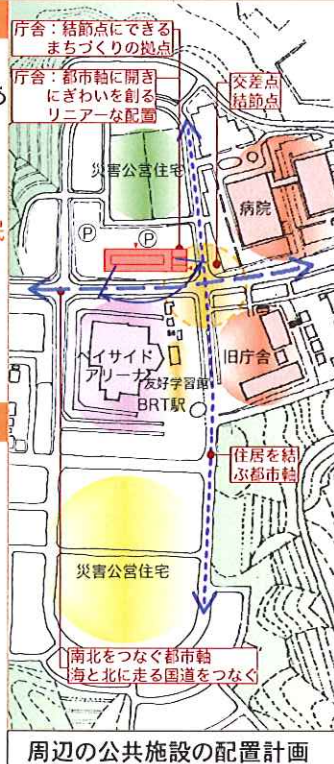 庁舎：結節点にできる
まちづくりの拠点
庁舎：都市軸に開き
にぎわいを創る
リニアーな配置
交差点
結節点
災害公営住宅
病院
P
P
ベイサイド
アリーナ
友好学習館
BRT駅
旧庁舎
住居を結
ぶ都市軸
災害公営住宅
南北をつなぐ都市軸
海と北に走る国道をつなぐ
周辺の公共施設の配置計画